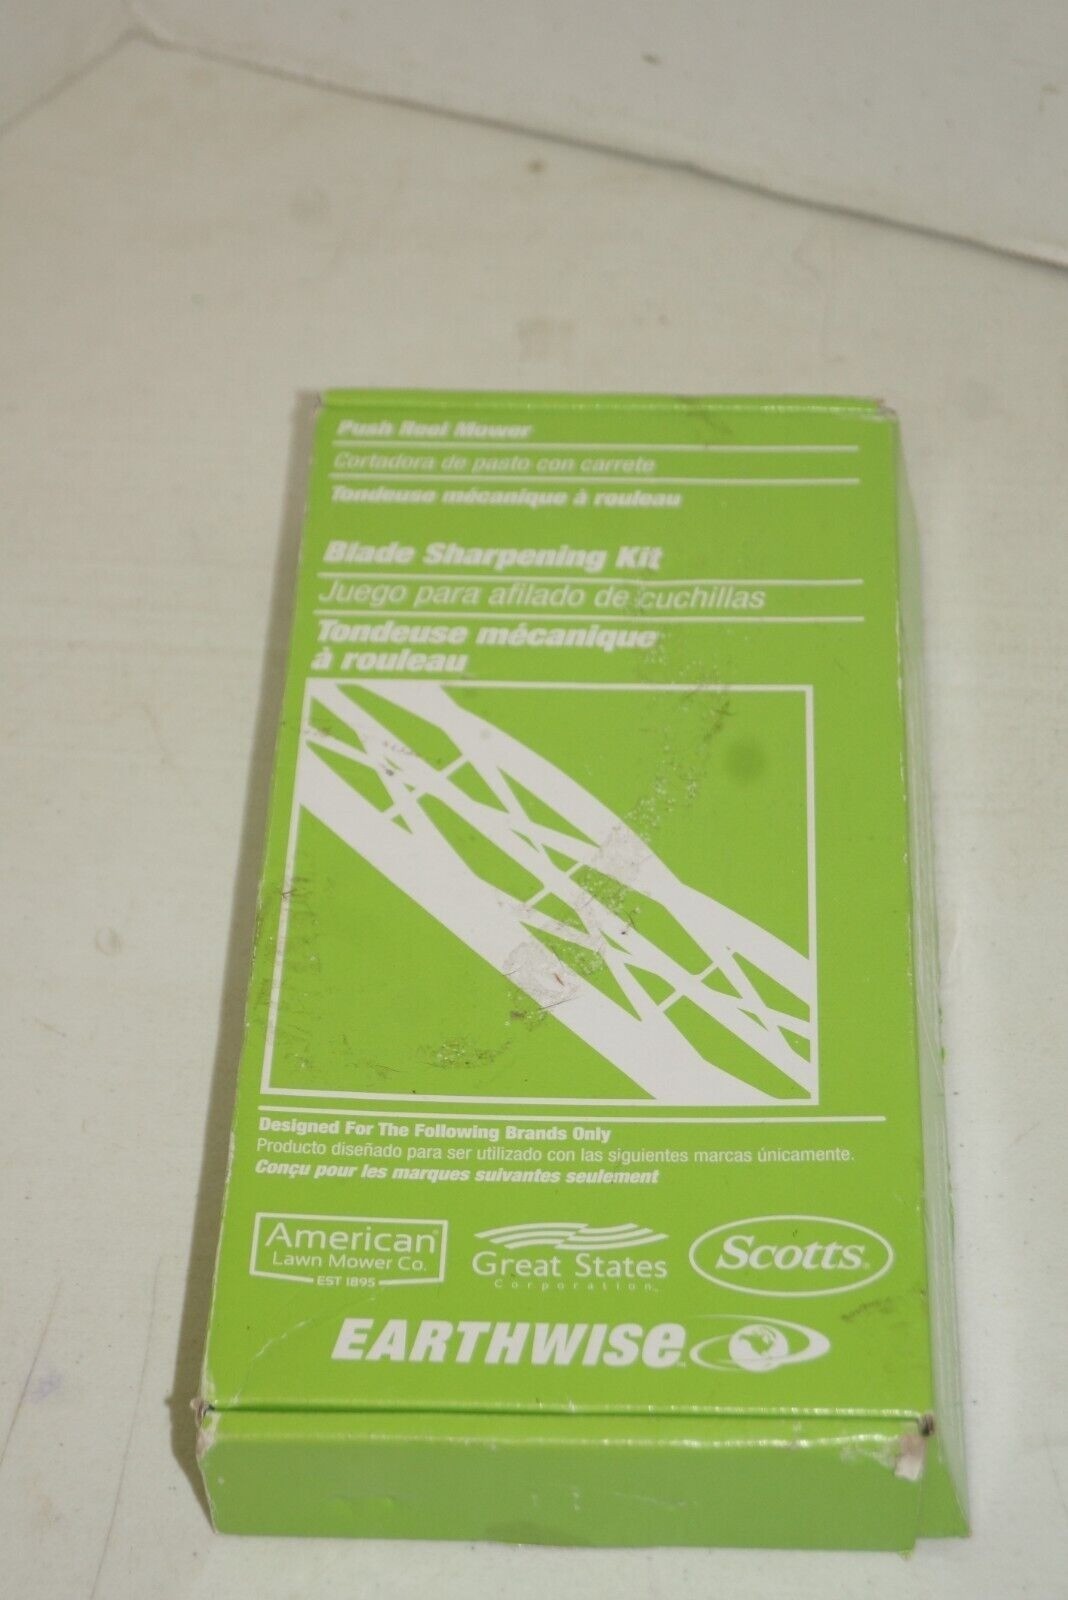 Push Reel Mower
Cortadora de pasto con carrete
Tondeuse mécanique à rouleau
Blade Sharpening Kit
Juego para afilado de cuchillas
Tondeuse mécanique
à rouleau
Designed For The Following Brands Only
Producto diseñado para ser utilizado con las siguientes marcas únicamente.
Conçu pour les marques suivantes seulement
American®
Lawn Mower Co.
EST 1895
Great States
Corporation™
Scotts®
EARTHWISE™